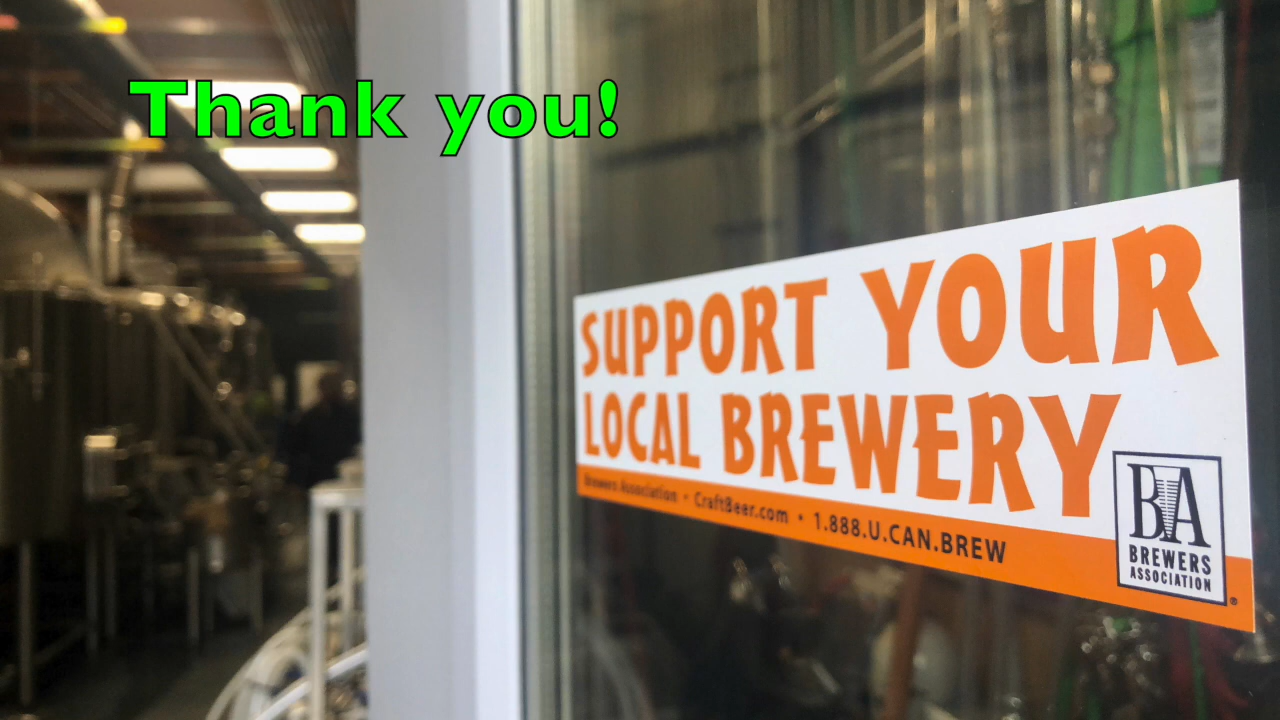 Thank you!
SUPPORT YOUR
LOCAL BREWERY
Brewers Association • CraftBeer.com • 1.888.U.CAN.BREW
BA
BREWERS
ASSOCIATION
®